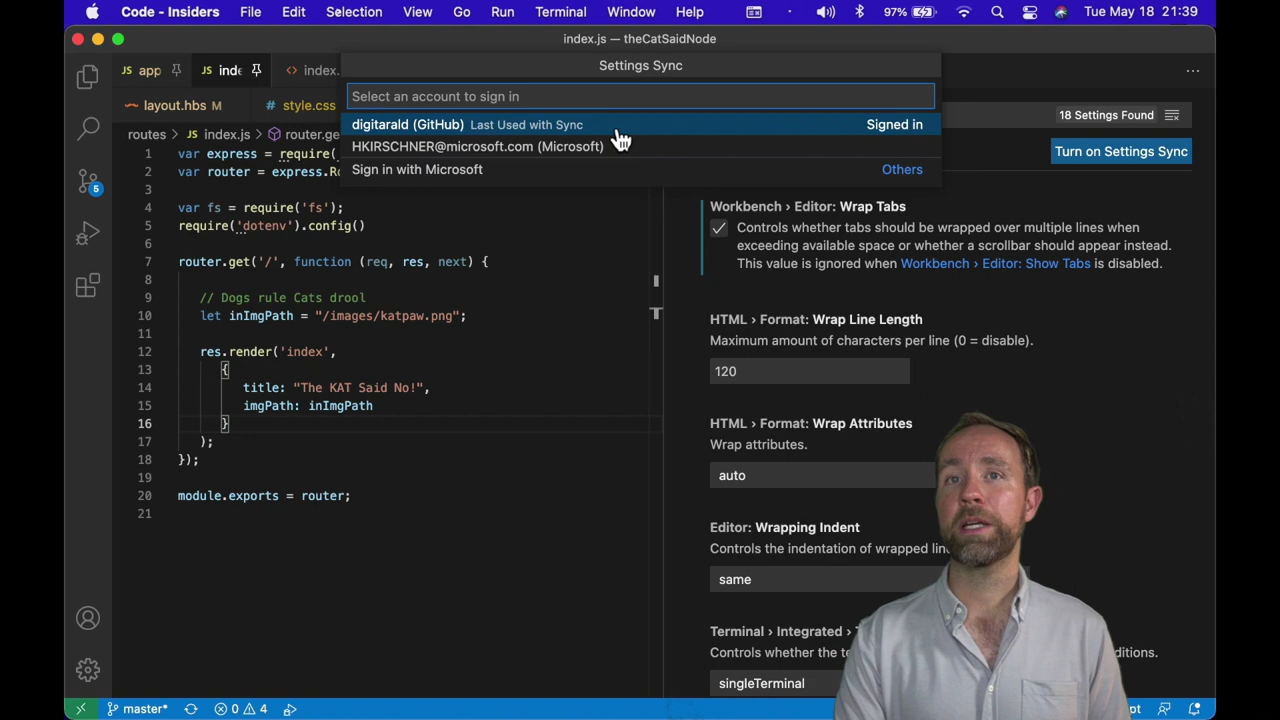 Code - Insiders File Edit Selection View Go Run Terminal Window Help 97% Tue May 18 21:39
index.js — theCatSaidNode
Settings Sync
JS app JS inde <> index.
Select an account to sign in
digitarald (GitHub) Last Used with Sync Signed in
HKIRSCHNER@microsoft.com (Microsoft)
Sign in with Microsoft Others
layout.hbs M # style.css
18 Settings Found
Turn on Settings Sync
routes > JS index.js > router.ge
1 var express = require(
2 var router = express.Ro
3
4 var fs = require('fs');
5 require('dotenv').config()
6
7 router.get('/', function (req, res, next) {
8
9 // Dogs rule Cats drool
10 let inImgPath = "/images/katpaw.png";
11
12 res.render('index',
13 {
14 title: "The KAT Said No!",
15 imgPath: inImgPath
16 }
17 );
18 });
19
20 module.exports = router;
21
5
Workbench › Editor: Wrap Tabs
Controls whether tabs should be wrapped over multiple lines when
exceeding available space or whether a scrollbar should appear instead.
This value is ignored when Workbench › Editor: Show Tabs is disabled.
HTML › Format: Wrap Line Length
Maximum amount of characters per line (0 = disable).
120
HTML › Format: Wrap Attributes
Wrap attributes.
auto
Editor: Wrapping Indent
Controls the indentation of wrapped lin
same
Terminal › Integrated ›
Controls whether the te ditions.
singleTerminal
master* 0 4 pt